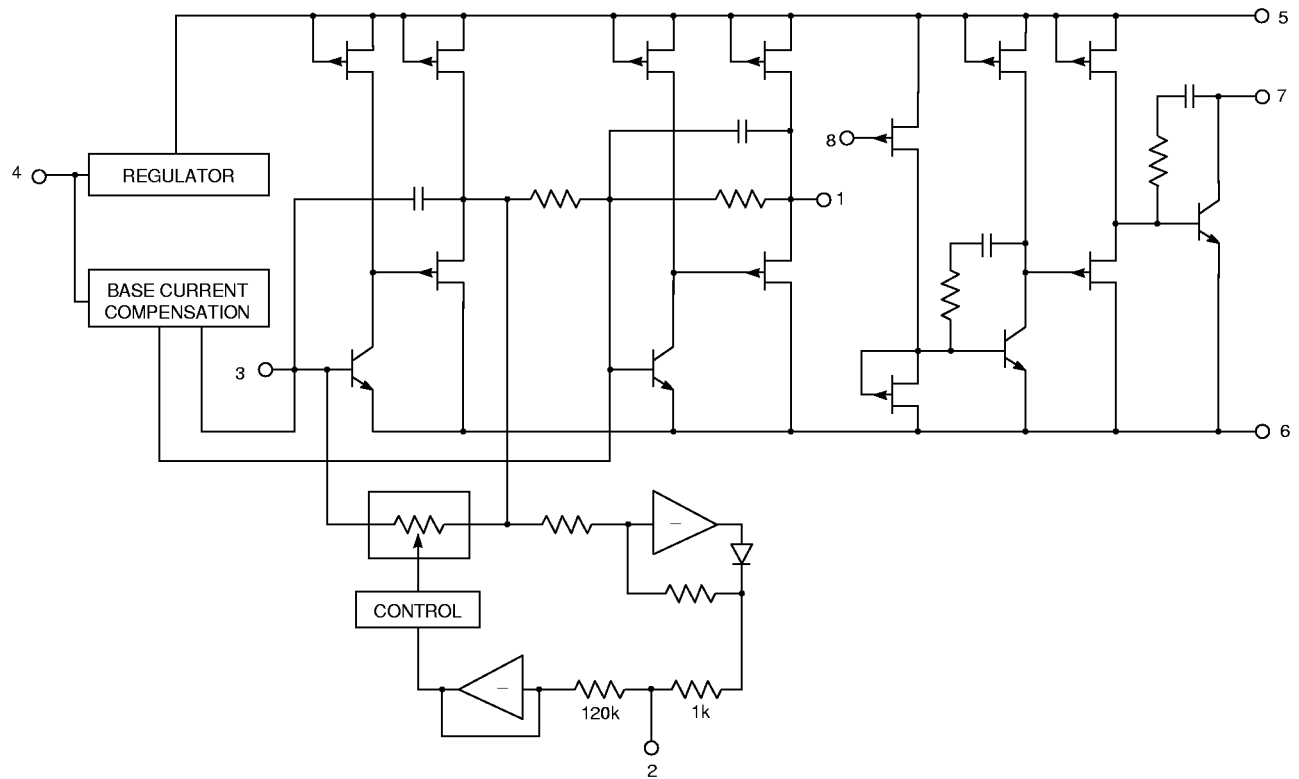 5
7
8
4
REGULATOR
1
BASE CURRENT
COMPENSATION
3
6
–
CONTROL
–
120k
1k
2